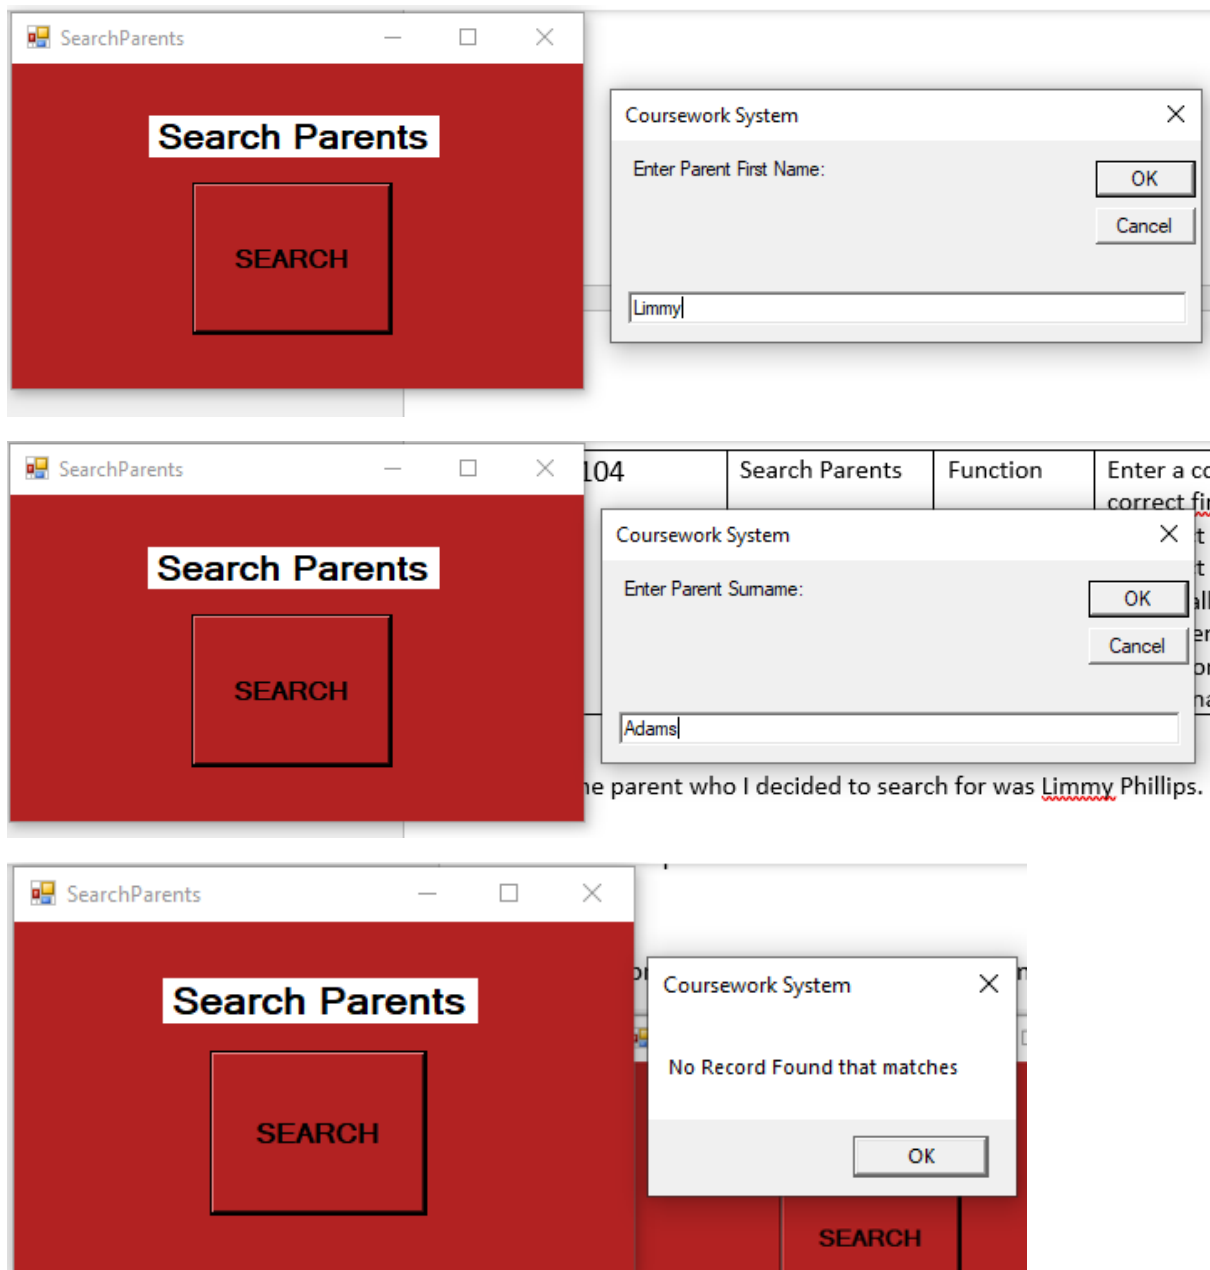 SearchParents
Search Parents
SEARCH
Coursework System
Enter Parent First Name:
OK
Cancel
Limmy
SearchParents
Search Parents
SEARCH
104
Search Parents
Function
Enter a
correct
Coursework System
Enter Parent Surname:
OK
Cancel
Adams
parent who I decided to search for was Limmy Phillips.
SearchParents
Search Parents
SEARCH
Coursework System
No Record Found that matches
OK
SEARCH